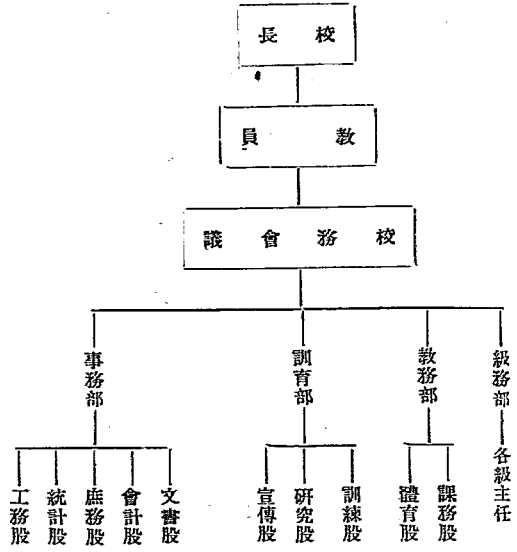 校長
教員
校務會議
級務部
教務部
訓育部
事務部
各級主任
課務股
體育股
訓練股
研究股
宣傳股
文書股
會計股
庶務股
統計股
工務股